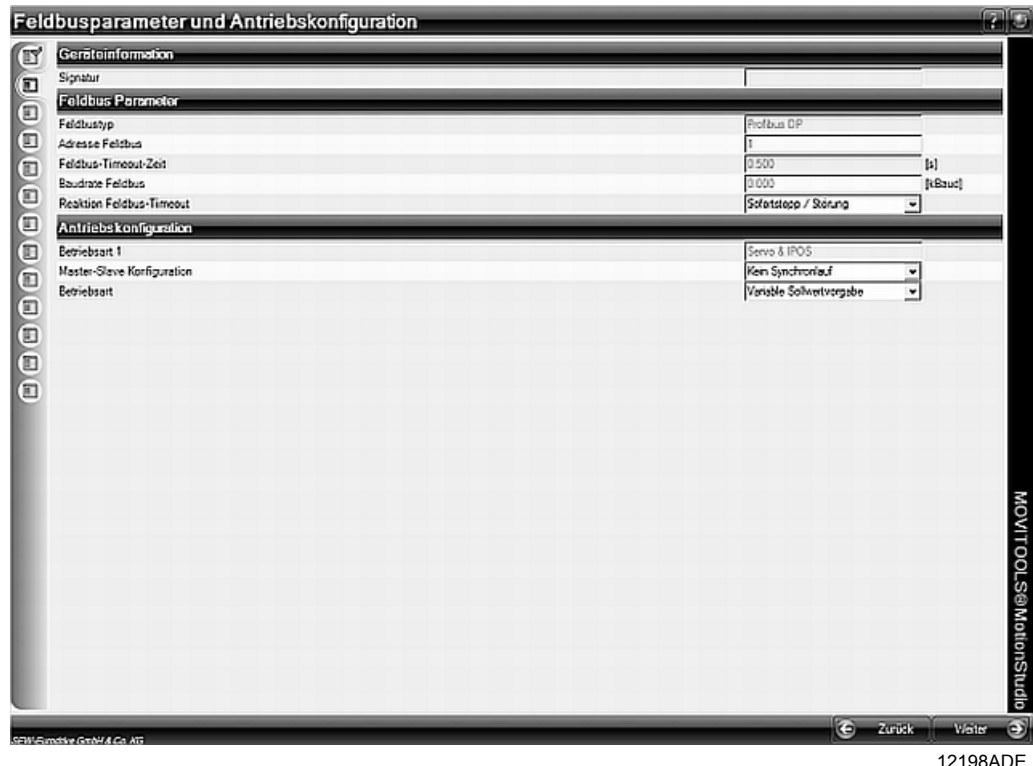 Feldbusparameter und Antriebskonfiguration ?
Geräteinformation
Signatur
Feldbus Parameter
Feldbustyp Profibus DP
Adresse Feldbus 1
Feldbus-Timeout-Zeit 0.500 [s]
Baudrate Feldbus 0.000 [kBaud]
Reaktion Feldbus-Timeout Sofortstopp / Störung
Antriebskonfiguration
Betriebsart 1 Servo & IPOS
Master-Slave Konfiguration Kein Synchronlauf
Betriebsart Variable Sollwertvorgabe
MOVITOOLS®MotionStudio
Zurück Weiter
SEW-Eurodrive GmbH & Co. KG
12198ADE